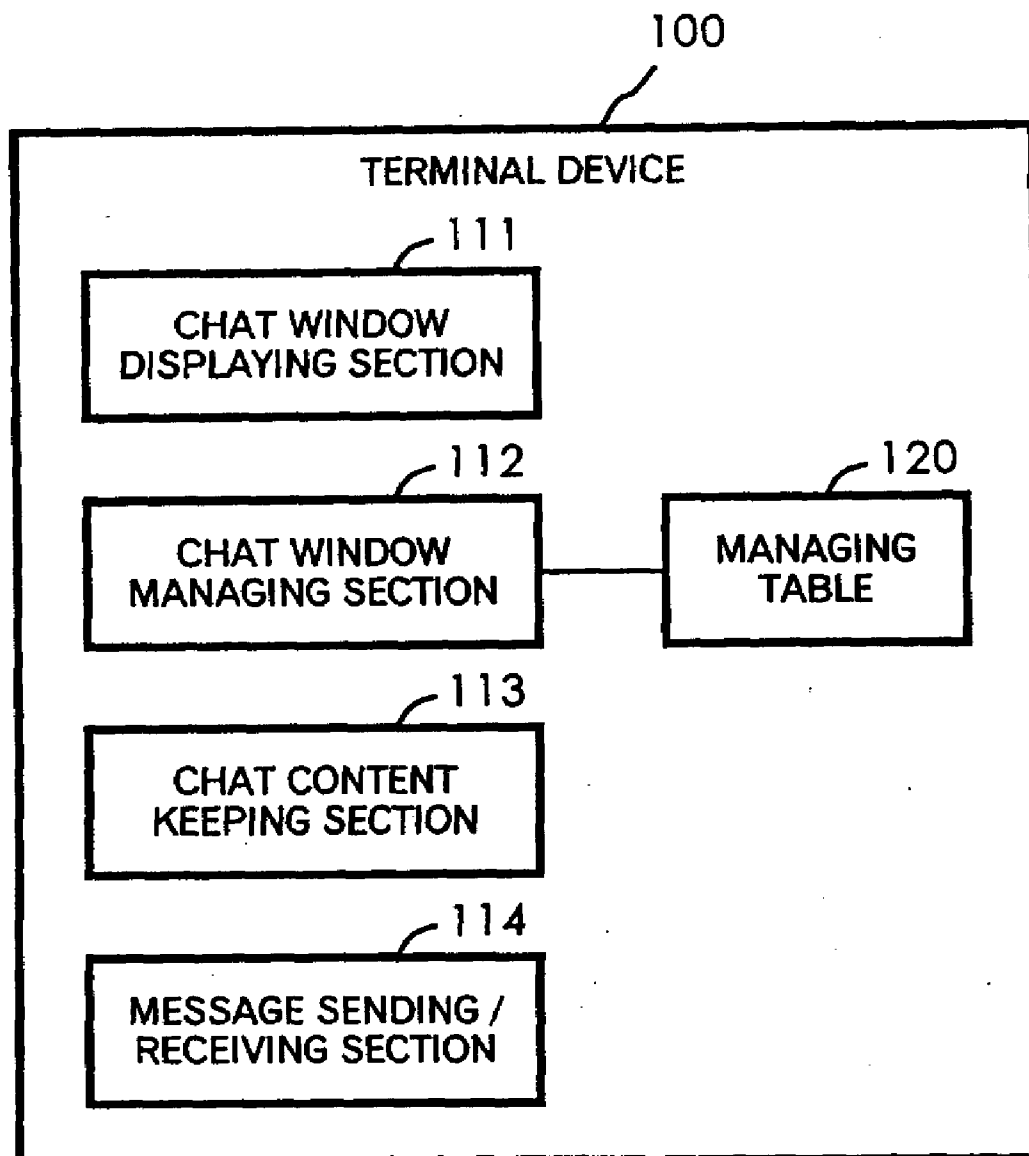 100
TERMINAL DEVICE
111
CHAT WINDOW
DISPLAYING SECTION
112
CHAT WINDOW
MANAGING SECTION
120
MANAGING
TABLE
113
CHAT CONTENT
KEEPING SECTION
114
MESSAGE SENDING /
RECEIVING SECTION